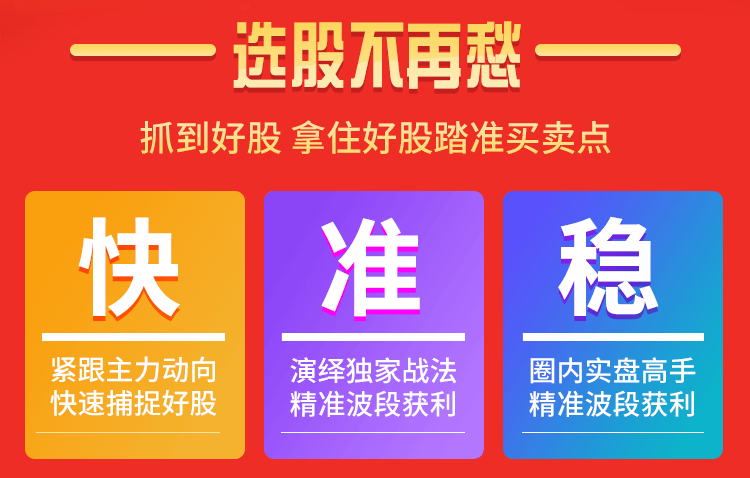 选股不再愁
抓到好股 拿住好股踏准买卖点
快
紧跟主力动向
快速捕捉好股
准
演绎独家战法
精准波段获利
稳
圈内实盘高手
精准波段获利